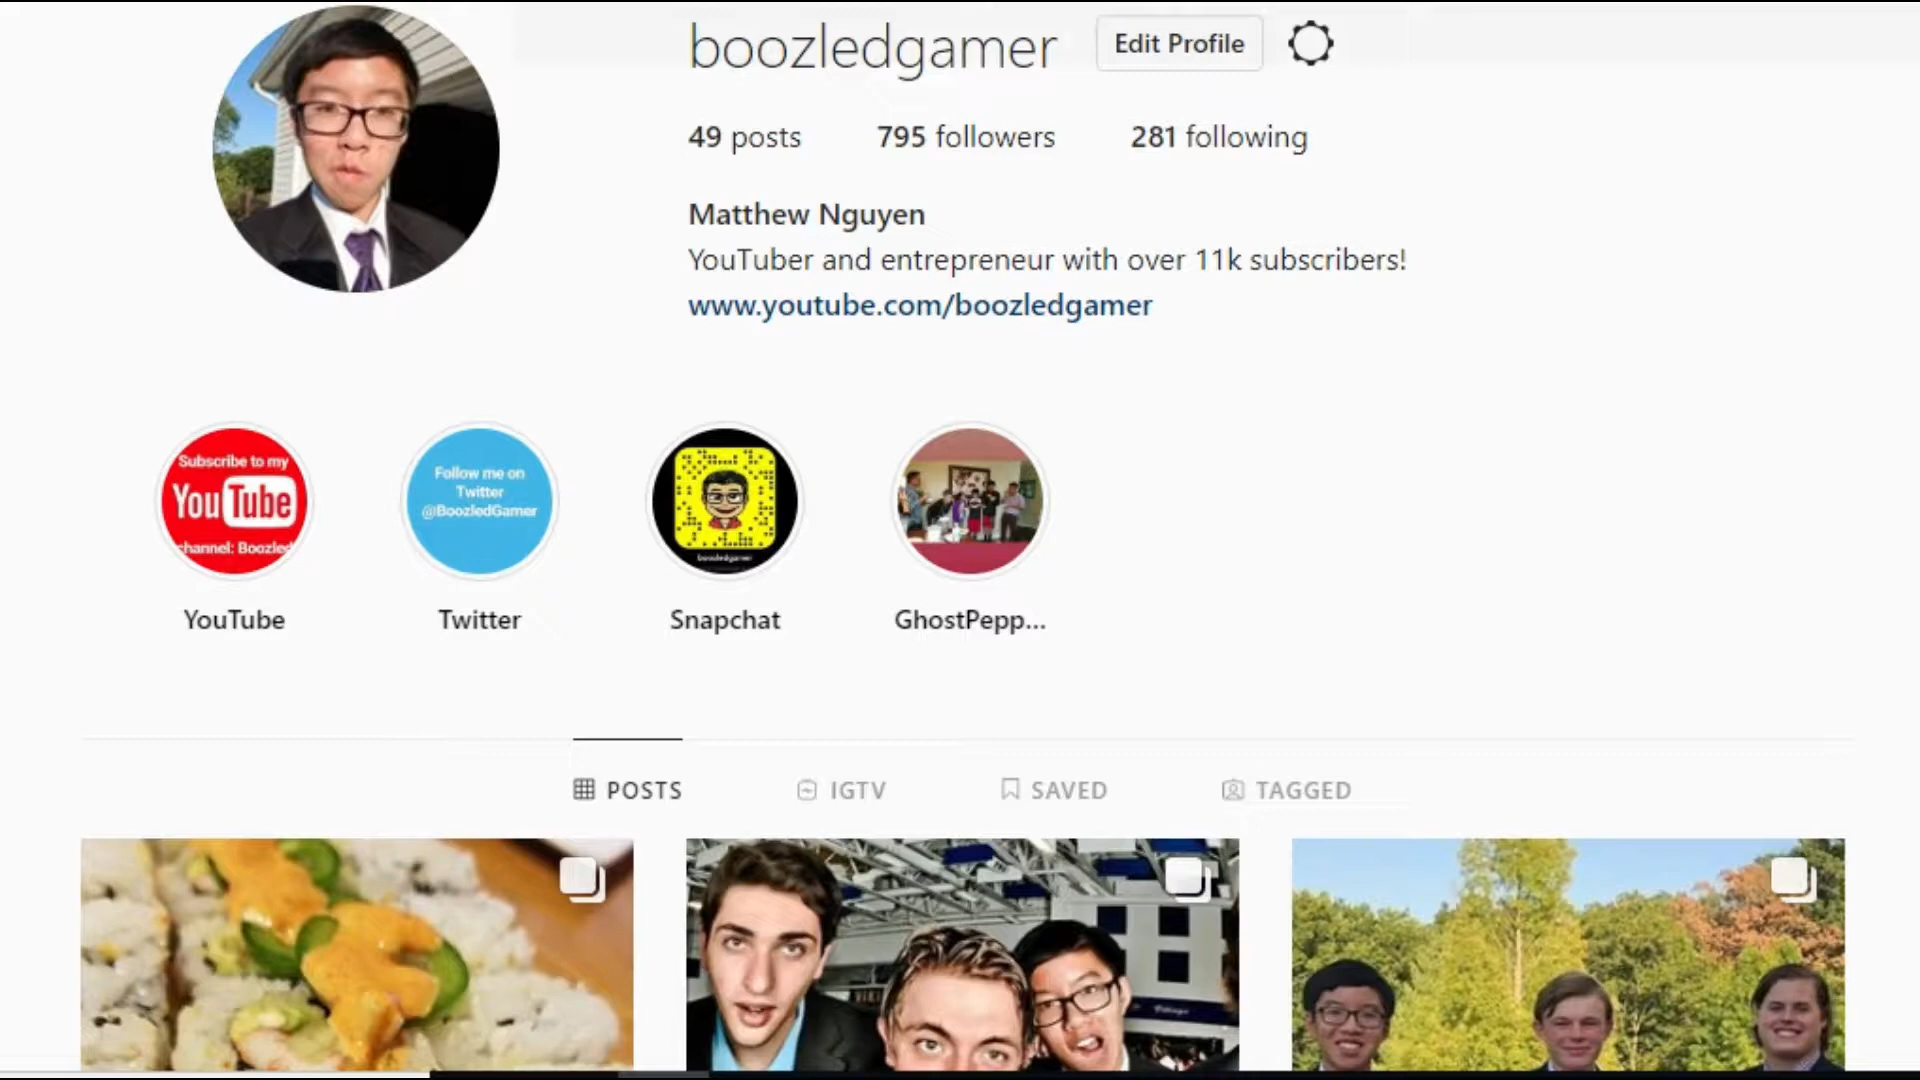 boozledgamer
Edit Profile
49 posts
795 followers
281 following
Matthew Nguyen
YouTuber and entrepreneur with over 11k subscribers!
www.youtube.com/boozledgamer
Subscribe to my
YouTube
channel: Boozled
Follow me on
Twitter
@BoozledGamer
boozledgamer
YouTube
Twitter
Snapchat
GhostPepp...
POSTS
IGTV
SAVED
TAGGED